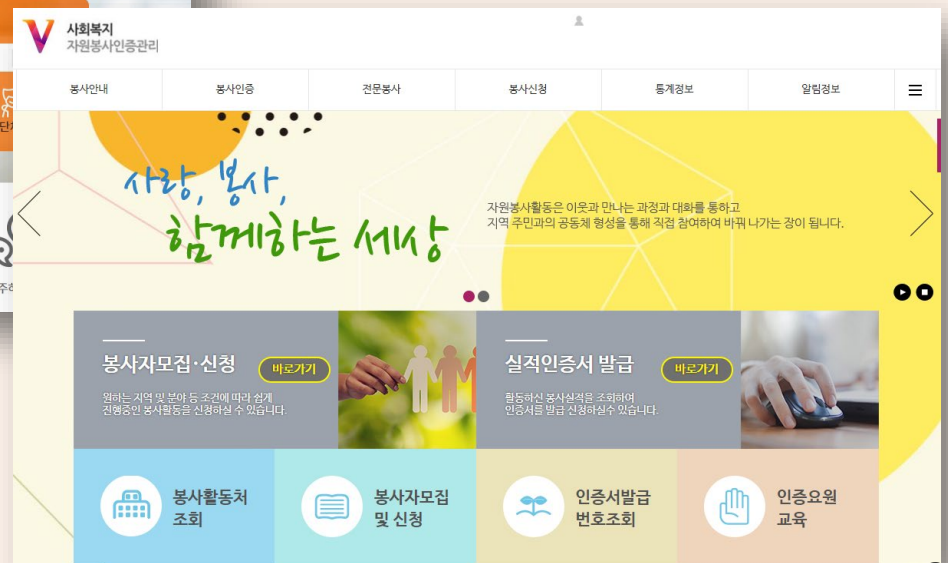 사회복지
자원봉사인증관리
봉사안내
봉사인증
전문봉사
봉사신청
통계정보
알림정보
사랑, 봉사,
함께하는 세상
자원봉사활동은 이웃과 만나는 과정과 대화를 통하고
지역 주민과의 공동체 형성을 통해 직접 참여하여 바꿔 나가는 장이 됩니다.
봉사자모집·신청
바로가기
원하는 지역 및 분야 등 조건에 따라 쉽게
진행중인 봉사활동을 신청하실 수 있습니다.
실적인증서 발급
바로가기
활동하신 봉사실적을 조회하여
인증서를 발급 신청하실수 있습니다.
봉사활동처
조회
봉사자모집
및 신청
인증서발급
번호조회
인증요원
교육